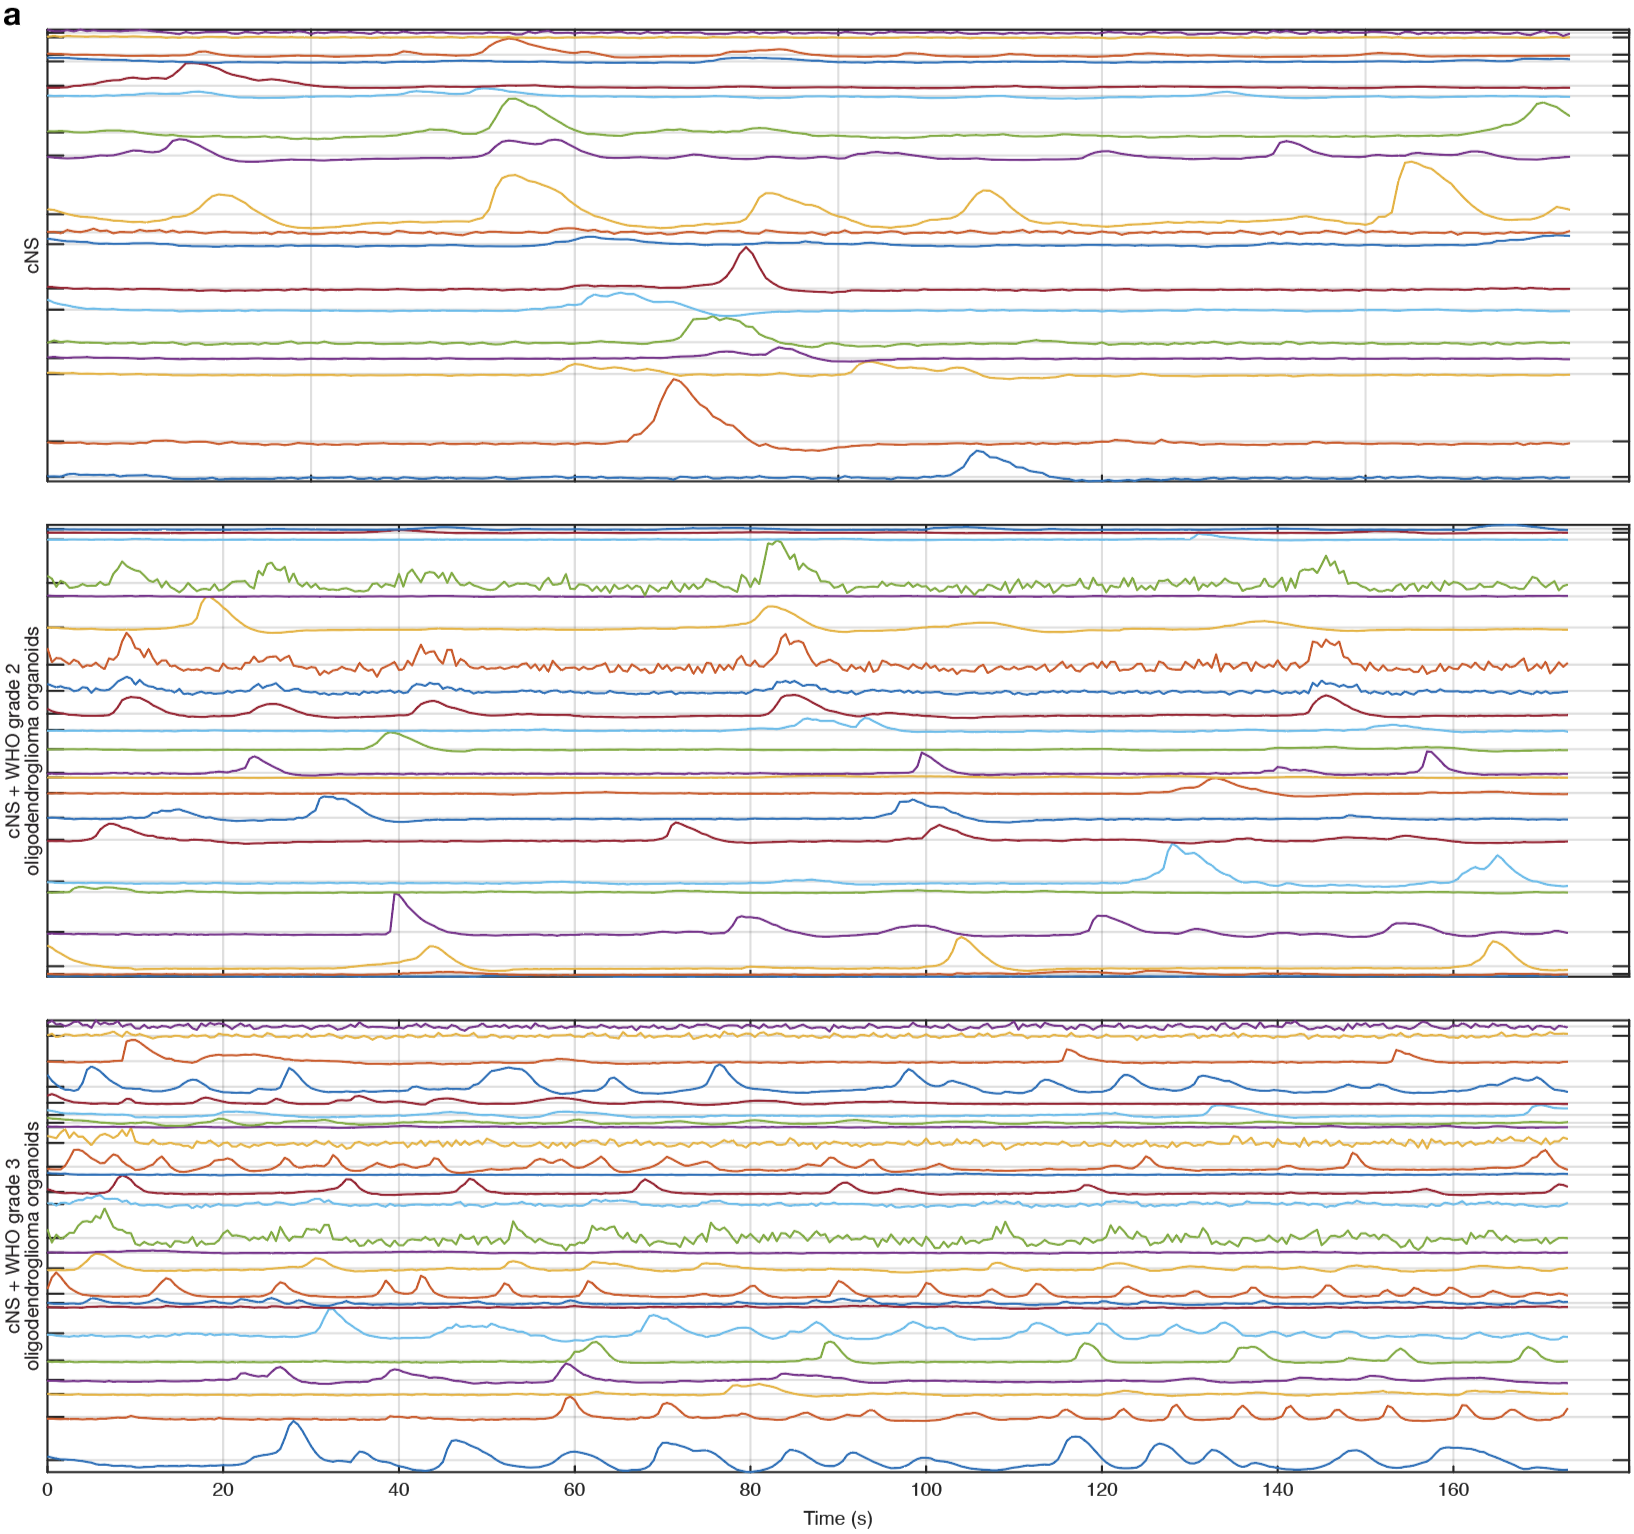 a
cNS
cNS + WHO grade 2
oligodendroglioma organoids
cNS + WHO grade 3
oligodendroglioma organoids
0 20 40 60 80 100 120 140 160
Time (s)